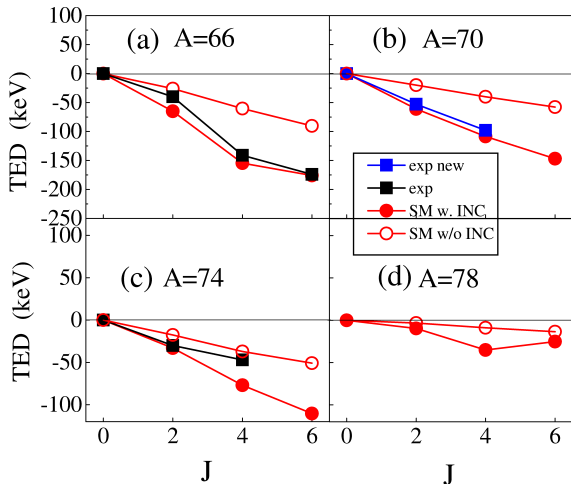 100
50
0
-50
-100
-150
-200
-250
TED (keV)
(a) A=66
(b) A=70
exp new
exp
SM w. INC
SM w/o INC
100
50
0
-50
-100
TED (keV)
(c) A=74
(d) A=78
0 2 4 6
0 2 4 6
J
J